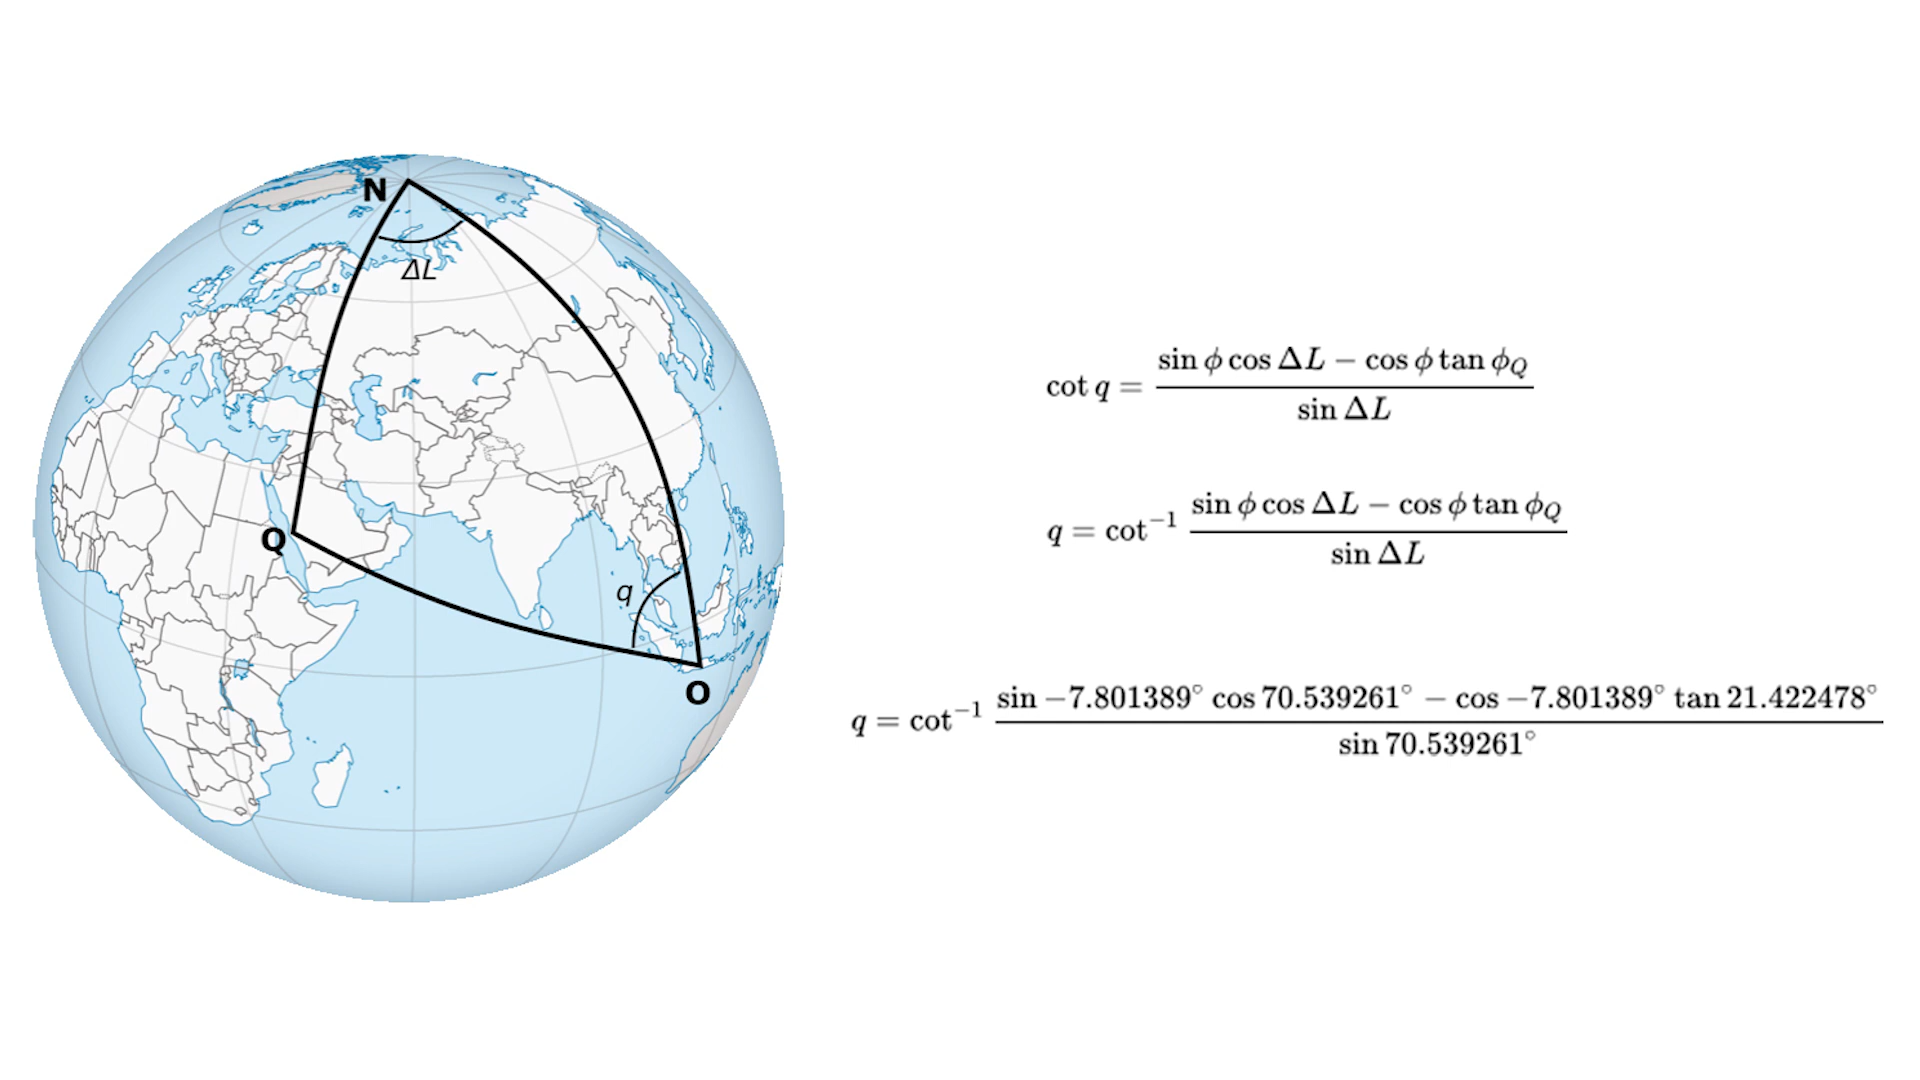 N
ΔL
Q
q
O
cot q = (sin ϕ cos ΔL − cos ϕ tan ϕ_Q) / (sin ΔL)
q = cot⁻¹ (sin ϕ cos ΔL − cos ϕ tan ϕ_Q) / (sin ΔL)
q = cot⁻¹ (sin −7.801389° cos 70.539261° − cos −7.801389° tan 21.422478°) / (sin 70.539261°)